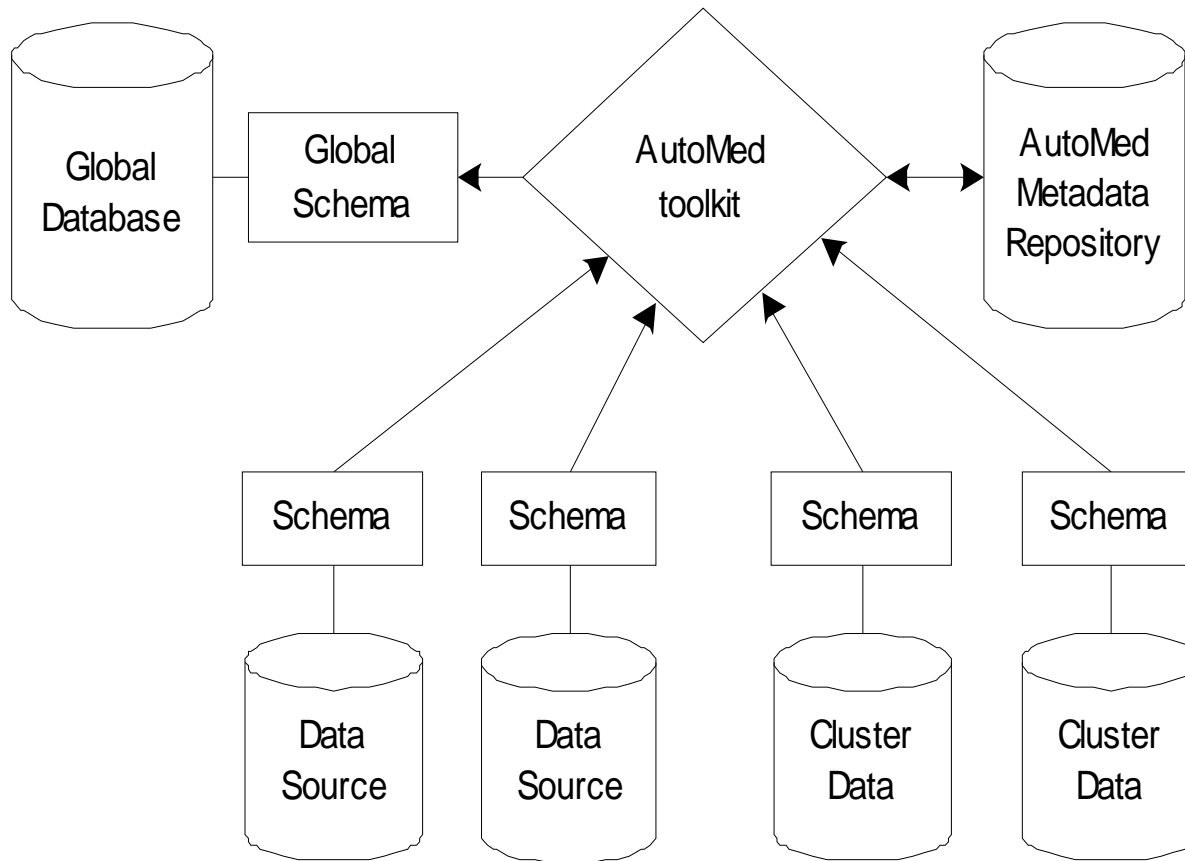 Global
Database
Global
Schema
AutoMed
toolkit
AutoMed
Metadata
Repository
Schema
Schema
Schema
Schema
Data
Source
Data
Source
Cluster
Data
Cluster
Data